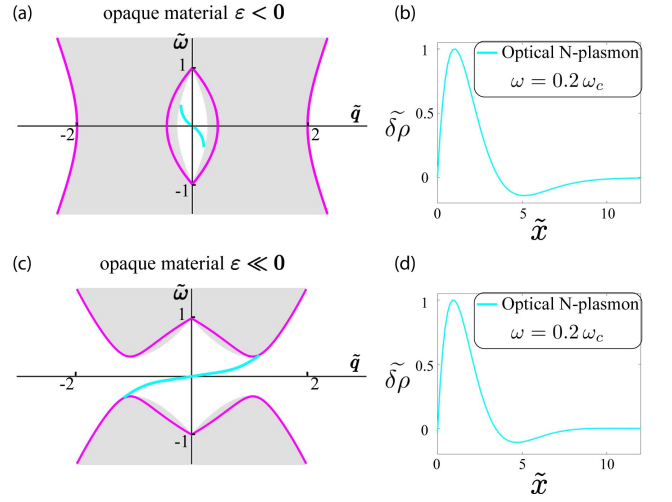 (a)
opaque material ε < 0
ω̃
1
-2
2
q̃
-1
(b)
1
Optical N-plasmon
ω = 0.2 ω_c
0.5
δρ̃
0
5
10
x̃
(c)
opaque material ε ≪ 0
ω̃
1
-2
2
q̃
-1
(d)
1
Optical N-plasmon
ω = 0.2 ω_c
0.5
δρ̃
0
5
10
x̃